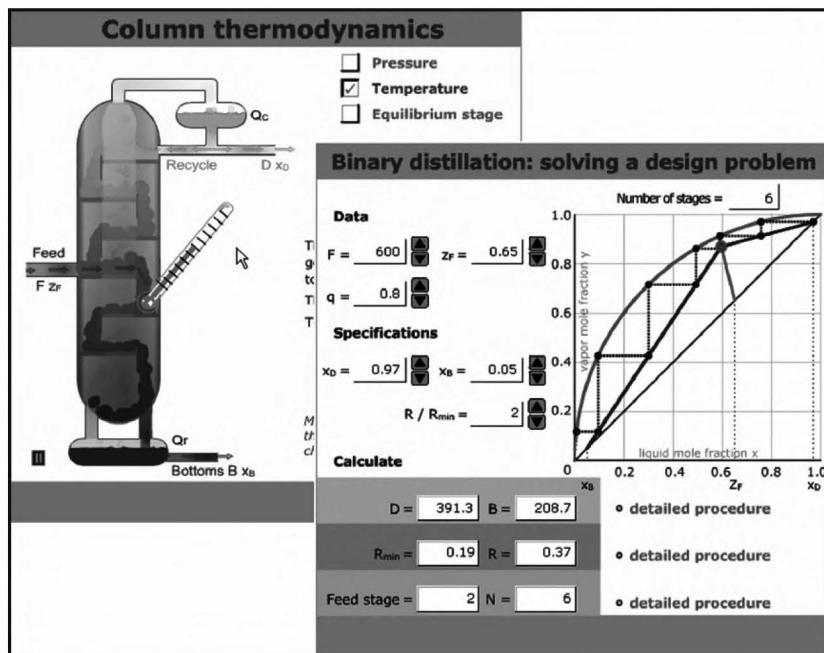 Column thermodynamics
Pressure
Temperature
Equilibrium stage
Qc
Recycle
D xD
Feed
F ZF
Qr
Bottoms B xB
Binary distillation: solving a design problem
Number of stages = 6
Data
F = 600 zF = 0.65
q = 0.8
Specifications
xD = 0.97 xB = 0.05
R / Rmin = 2
Calculate
D = 391.3 B = 208.7
detailed procedure
Rmin = 0.19 R = 0.37
detailed procedure
Feed stage = 2 N = 6
detailed procedure
vapor mole fraction y
1.0
0.8
0.6
0.4
0.2
liquid mole fraction x
0 0.2 0.4 0.6 0.8 1.0
xB ZF xD